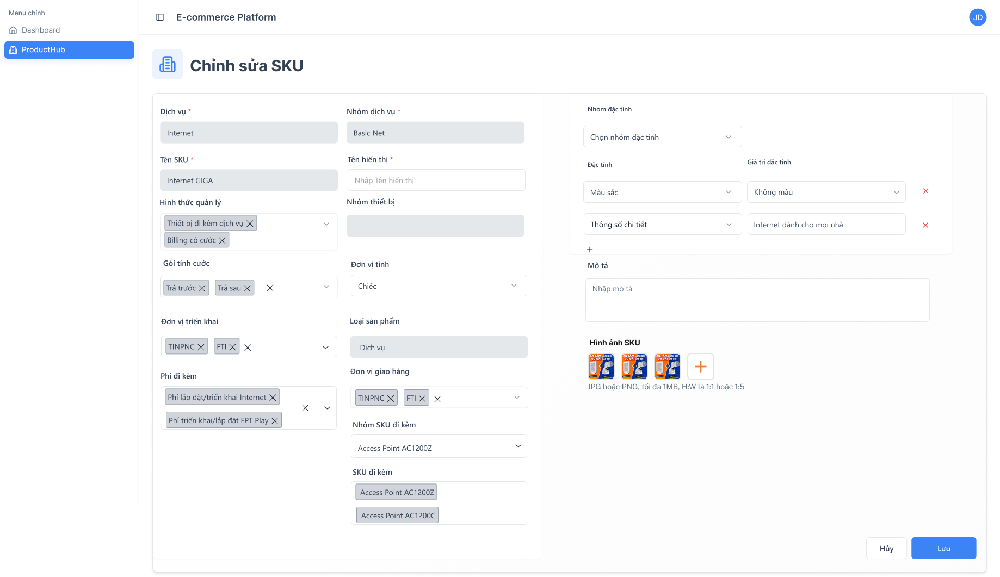 Menu chính
Dashboard
ProductHub
E-commerce Platform
JD
Chỉnh sửa SKU
Dịch vụ *
Internet
Nhóm dịch vụ *
Basic Net
Tên SKU *
Internet GIGA
Tên hiển thị *
Nhập Tên hiển thị
Hình thức quản lý
Thiết bị đi kèm dịch vụ
Billing có cước
Nhóm thiết bị
Gói tính cước
Trả trước
Trả sau
Đơn vị tính
Chiếc
Đơn vị triển khai
TINPNC
FTI
Loại sản phẩm
Dịch vụ
Phí đi kèm
Phí lặp đặt/triển khai Internet
Phí triển khai/lắp đặt FPT Play
Đơn vị giao hàng
TINPNC
FTI
Nhóm SKU đi kèm
Access Point AC1200Z
SKU đi kèm
Access Point AC1200Z
Access Point AC1200C
Nhóm đặc tính
Chọn nhóm đặc tính
Đặc tính
Giá trị đặc tính
Màu sắc
Không màu
Thông số chi tiết
Internet dành cho mọi nhà
Mô tả
Nhập mô tả
Hình ảnh SKU
JPG hoặc PNG, tối đa 1MB, H:W là 1:1 hoặc 1:5
Hủy
Lưu